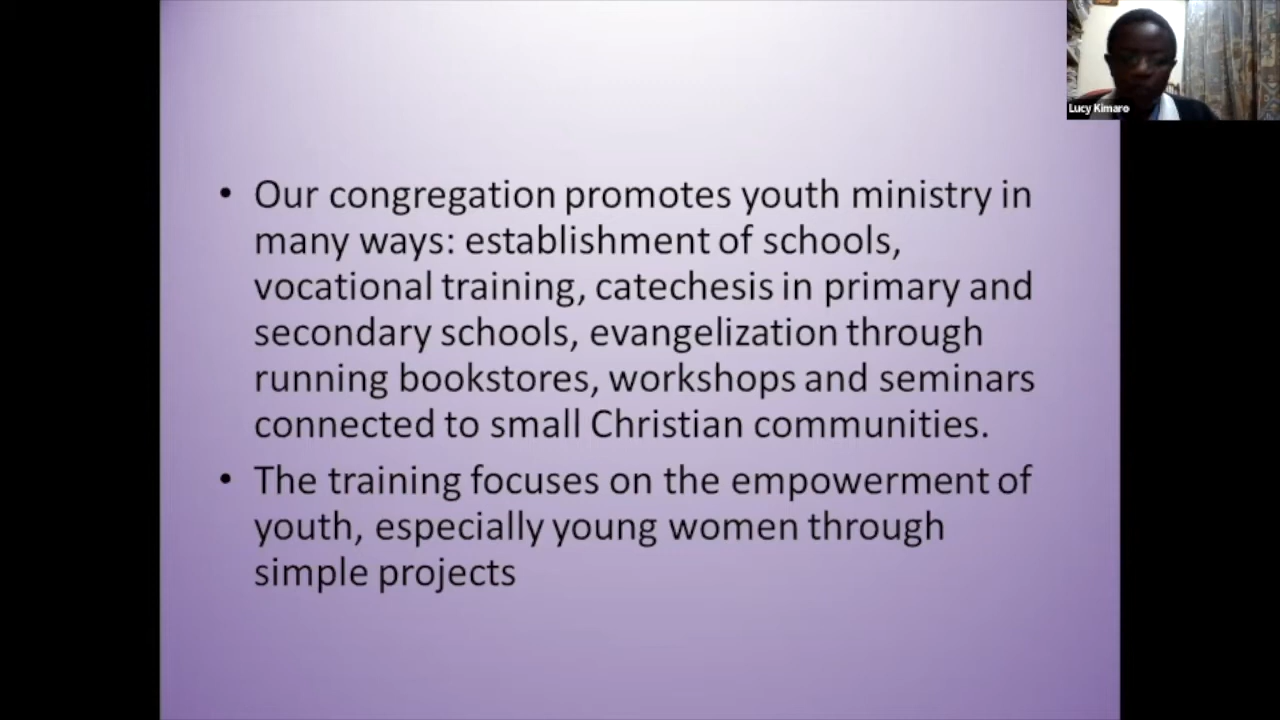 Lucy Kimaro
• Our congregation promotes youth ministry in
many ways: establishment of schools,
vocational training, catechesis in primary and
secondary schools, evangelization through
running bookstores, workshops and seminars
connected to small Christian communities.
• The training focuses on the empowerment of
youth, especially young women through
simple projects